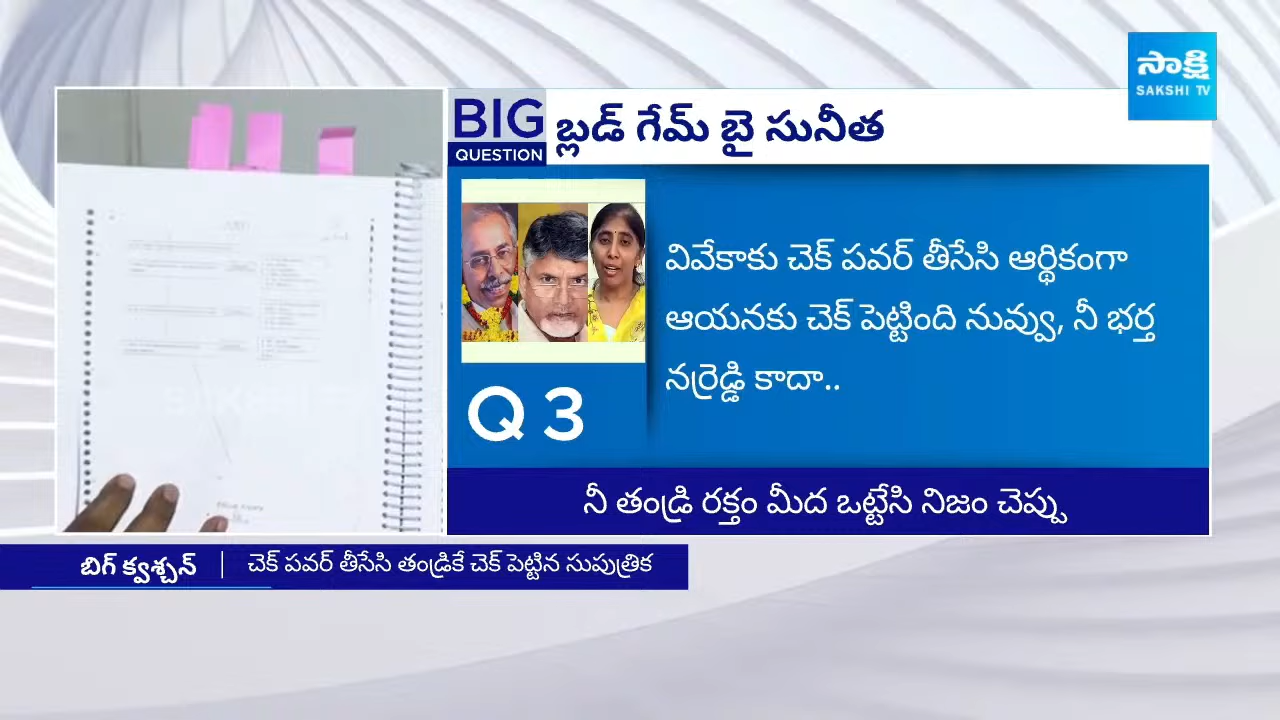 సాక్షి
SAKSHI TV
BIG
QUESTION
బ్లడ్ గేమ్ బై సునీత
వివేకాకు చెక్ పవర్ తీసేసి ఆర్థికంగా
ఆయనకు చెక్ పెట్టింది నువ్వు, నీ భర్త
నర్రెడ్డి కాదా..
Q 3
నీ తండ్రి రక్తం మీద ఒట్టేసి నిజం చెప్పు
బిగ్ క్వశ్చన్ | చెక్ పవర్ తీసేసి తండ్రికే చెక్ పెట్టిన సుపుత్రిక